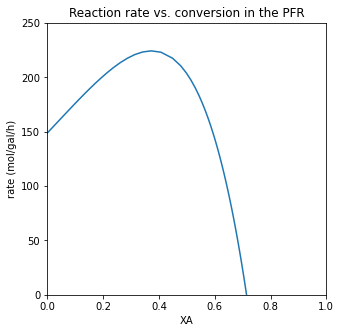 Reaction rate vs. conversion in the PFR
rate (mol/gal/h)
250
200
150
100
50
0
0.0 0.2 0.4 0.6 0.8 1.0
XA